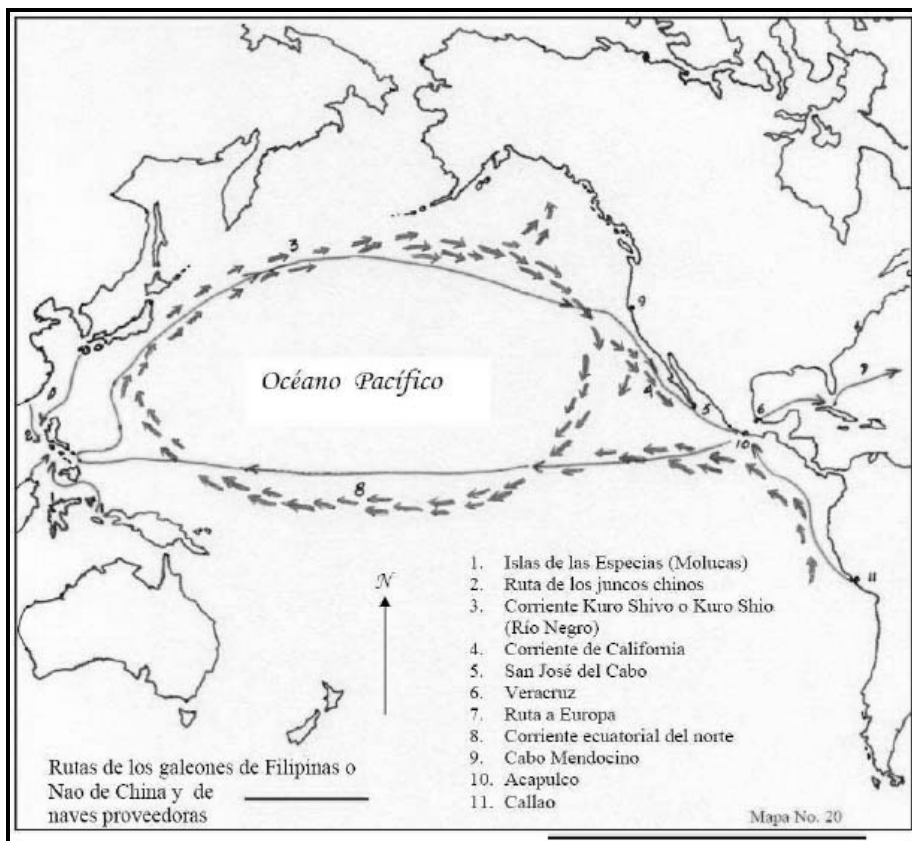 3
9
Océano Pacífico
4
5
6
7
2
10
8
11
N
1. Islas de las Especias (Molucas)
2. Ruta de los juncos chinos
3. Corriente Kuro Shivo o Kuro Shio
(Río Negro)
4. Corriente de California
5. San José del Cabo
6. Veracruz
7. Ruta a Europa
8. Corriente ecuatorial del norte
9. Cabo Mendocino
10. Acapulco
11. Callao
Rutas de los galeones de Filipinas o
Nao de China y de
naves proveedoras
Mapa No. 20